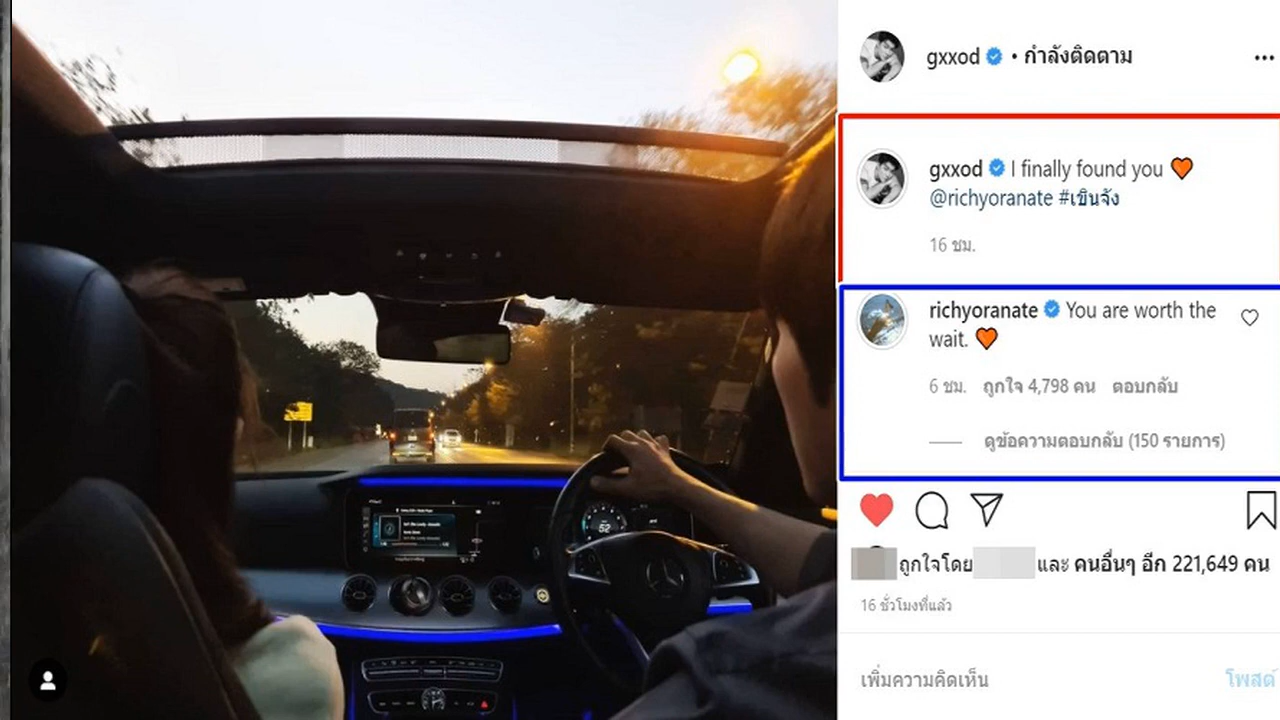 gxxod • กำลังติดตาม
gxxod I finally found you 🧡
@richyoranate #เขินจัง
16 ชม.
richyoranate You are worth the
wait. 🧡
6 ชม. ถูกใจ 4,798 คน ตอบกลับ
ดูข้อความตอบกลับ (150 รายการ)
ถูกใจโดย และ คนอื่นๆ อีก 221,649 คน
16 ชั่วโมงที่แล้ว
เพิ่มความคิดเห็น
โพสต์